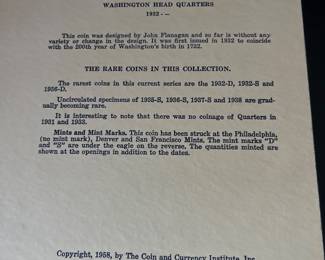 WASHINGTON HEAD QUARTERS
1932 - -
This coin was designed by John Flanagan and so far is without any
variety or change in the design. It was first issued in 1932 to coincide
with the 200th year of Washington's birth in 1732.
THE RARE COINS IN THIS COLLECTION.
The rarest coins in this current series are the 1932-D, 1932-S and
1936-D.
Uncirculated specimens of 1935-S, 1936-S, 1937-S and 1938 are grad-
ually becoming rare.
It is interesting to note that there was no coinage of Quarters in
1931 and 1933.
Mints and Mint Marks. This coin has been struck at the Philadelphia,
(no mint mark), Denver and San Francisco Mints. The mint marks "D"
and "S" are under the eagle on the reverse. The quantities minted are
shown at the openings in addition to the dates.
Copyright, 1958, by The Coin and Currency Institute, Inc.